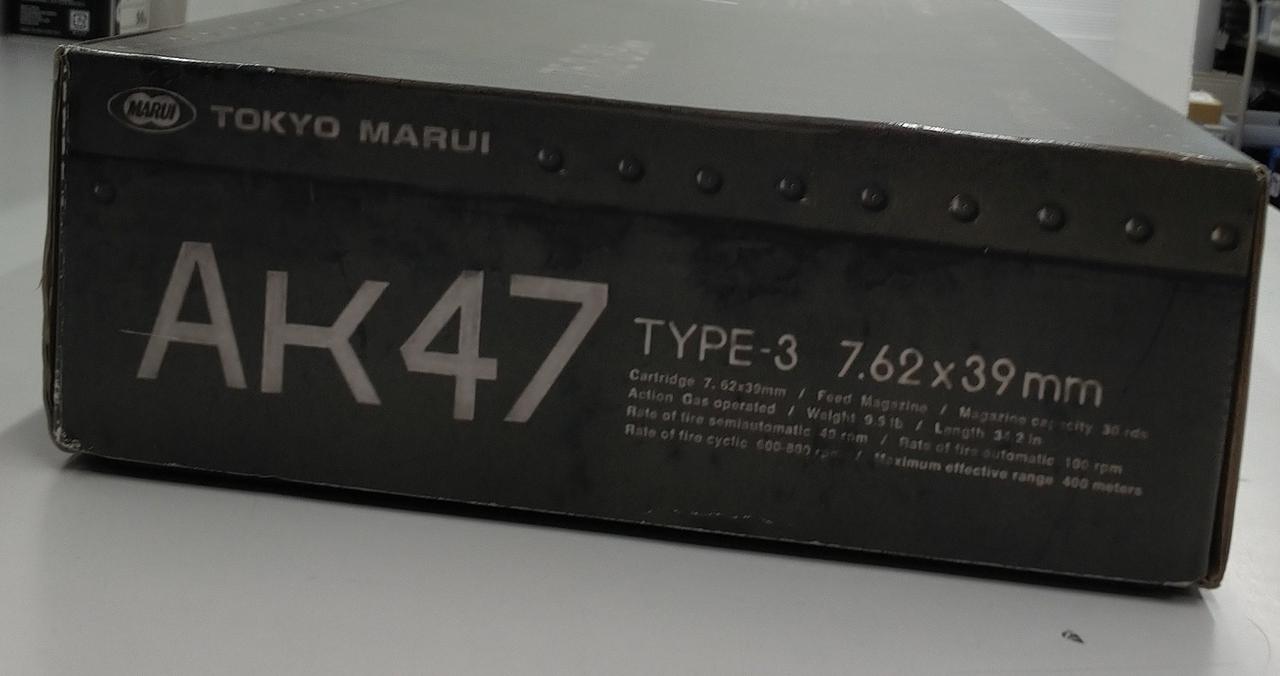 MARUI TOKYO MARUI
AK47
TYPE-3 7.62x39mm
Cartridge 7.62x39mm / Feed Magazine / Magazine capacity 30 rds
Action Gas operated / Weight 9.5 lb / Length 34.2 in
Rate of fire semiautomatic 40 rpm / Rate of fire automatic 100 rpm
Rate of fire cyclic 600-800 rpm / Maximum effective range 400 meters